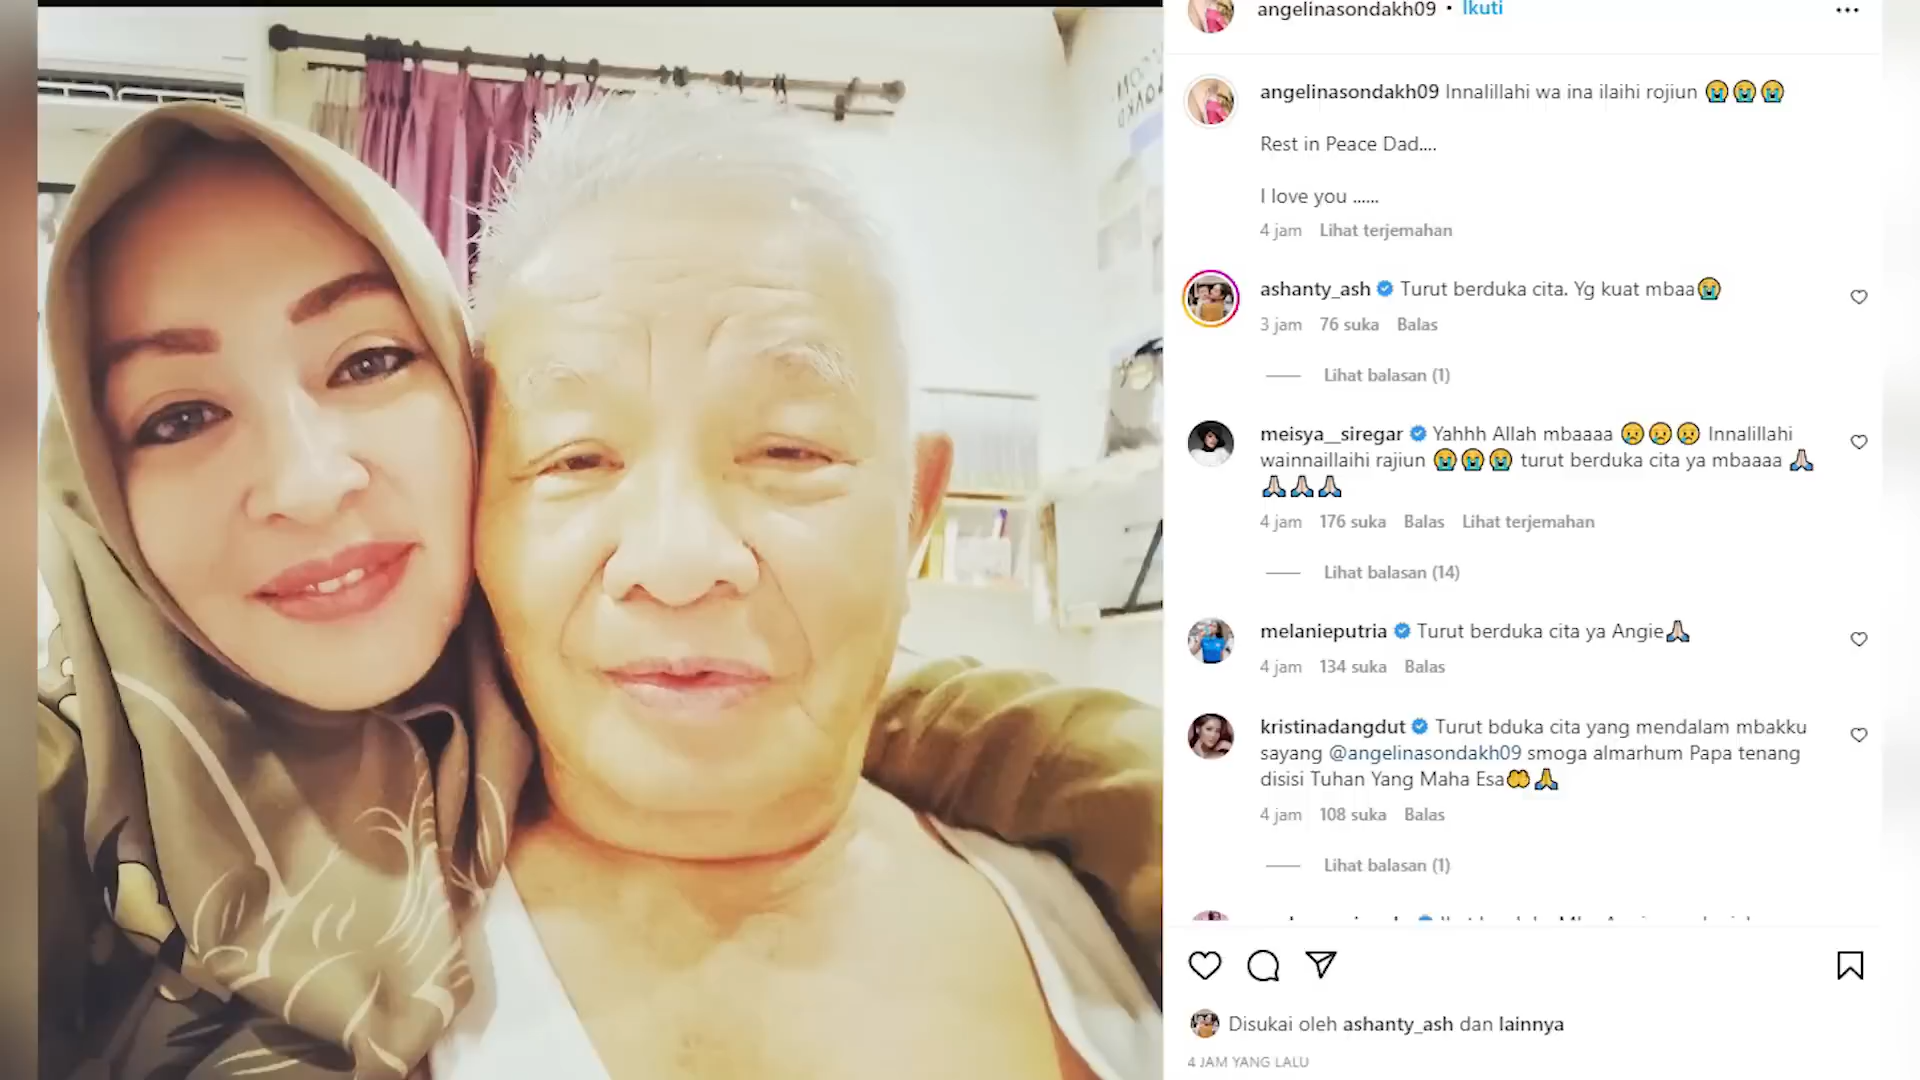 angelinasondakh09 • Ikuti
angelinasondakh09 Innalillahi wa ina ilaihi rojiun 😭😭😭
Rest in Peace Dad....
I love you ......
4 jam Lihat terjemahan
ashanty_ash Turut berduka cita. Yg kuat mbaa😭
3 jam 76 suka Balas
Lihat balasan (1)
meisya__siregar Yahhh Allah mbaaaa 😢😢😢 Innalillahi
wainnaillaihi rajiun 😭😭😭 turut berduka cita ya mbaaaa 🙏🏻
🙏🏻🙏🏻🙏🏻
4 jam 176 suka Balas Lihat terjemahan
Lihat balasan (14)
melanieputria Turut berduka cita ya Angie🙏🏻
4 jam 134 suka Balas
kristinadangdut Turut bduka cita yang mendalam mbakku
sayang @angelinasondakh09 smoga almarhum Papa tenang
disisi Tuhan Yang Maha Esa🤲🙏
4 jam 108 suka Balas
Lihat balasan (1)
Disukai oleh ashanty_ash dan lainnya
4 JAM YANG LALU